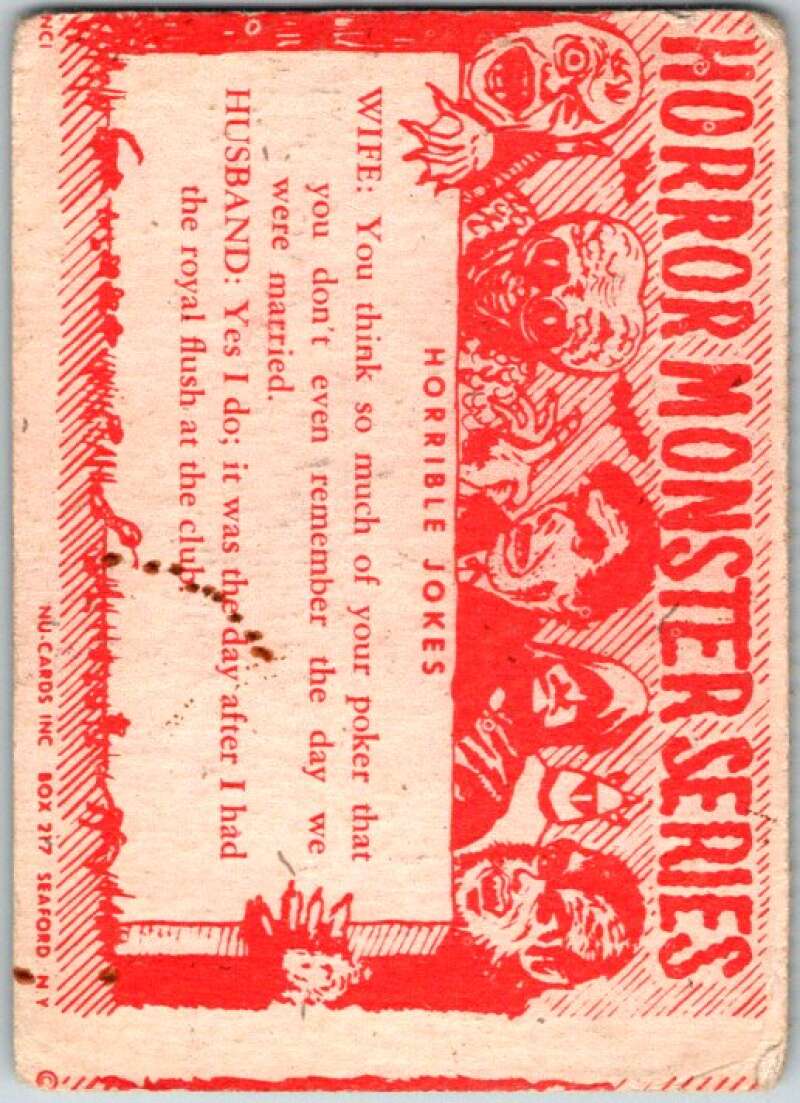 HORROR MONSTER SERIES
HORRIBLE JOKES
WIFE: You think so much of your poker that
you don't even remember the day we
were married.
HUSBAND: Yes I do; it was the day after I had
the royal flush at the club.
NCI
NU-CARDS INC BOX 217 SEAFORD N Y
©